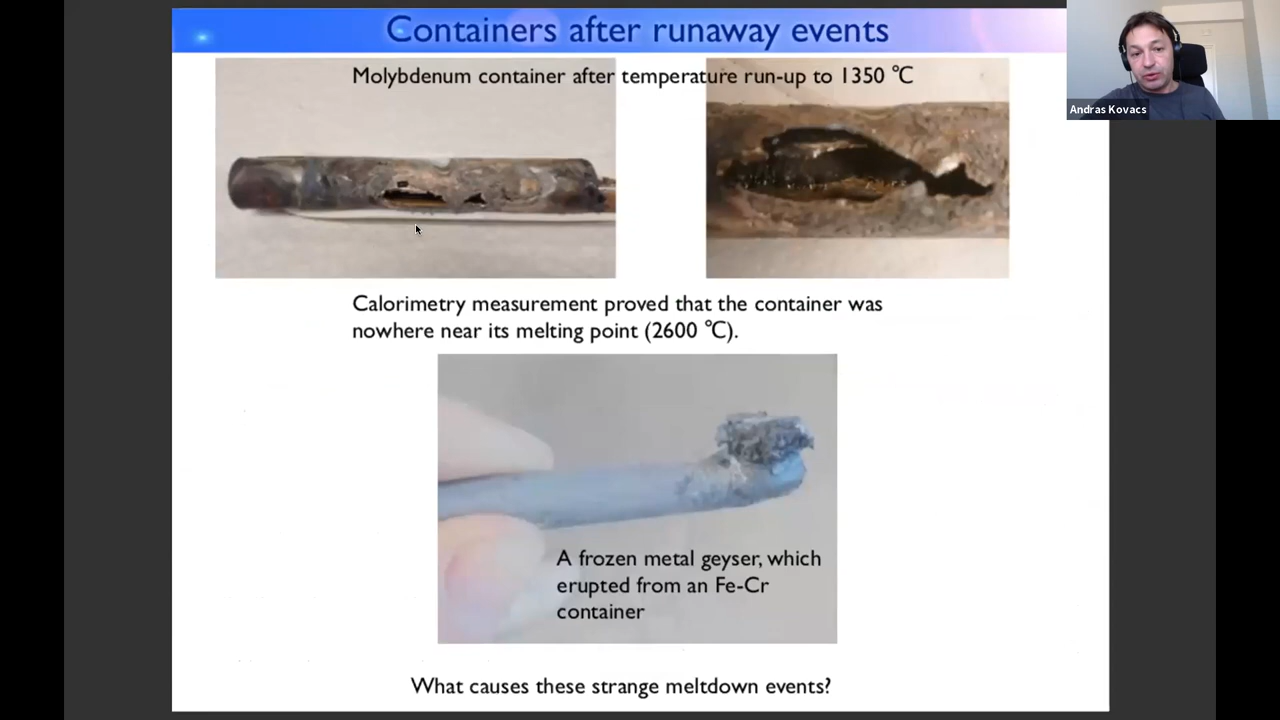 Containers after runaway events
Molybdenum container after temperature run-up to 1350 ℃
Andras Kovacs
Calorimetry measurement proved that the container was
nowhere near its melting point (2600 ℃).
A frozen metal geyser, which
erupted from an Fe-Cr
container
What causes these strange meltdown events?